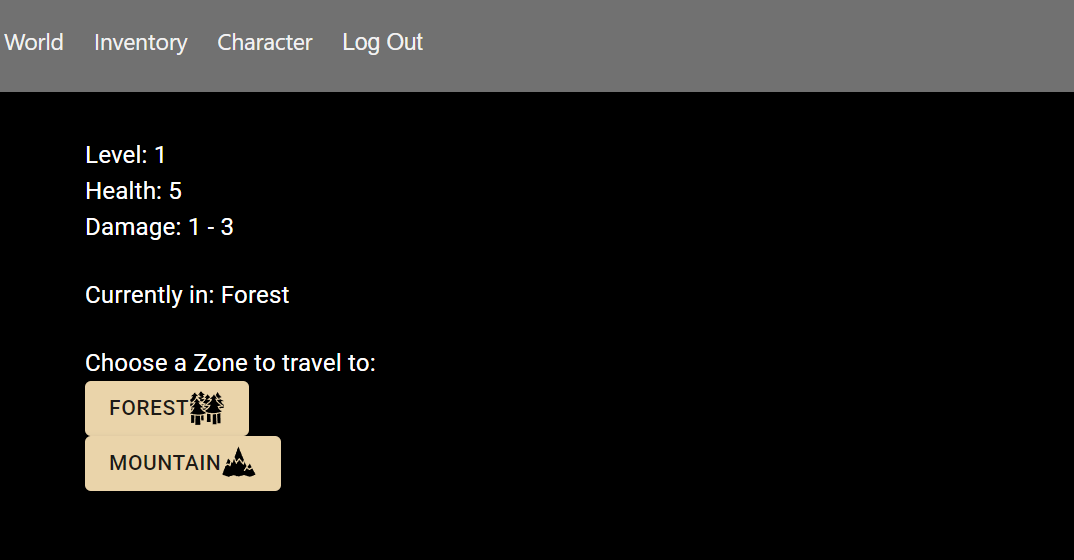 World Inventory Character Log Out
Level: 1
Health: 5
Damage: 1 - 3
Currently in: Forest
Choose a Zone to travel to:
FOREST
MOUNTAIN